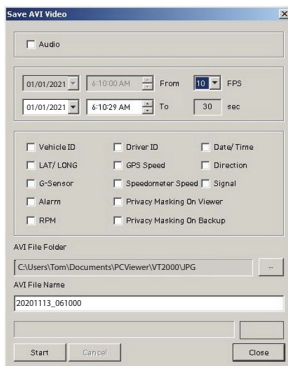 Save AVI Video
Audio
01/01/2021 6:10:00 AM From 10 FPS
01/01/2021 6:10:29 AM To 30 sec
Vehicle ID Driver ID Date/Time
LAT/LONG GPS Speed Direction
G-Sensor Speedometer Speed Signal
Alarm Privacy Masking On Viewer
RPM Privacy Masking On Backup
AVI File Folder
C:\Users\Tom\Documents\PCViewer\VT2000\JPG ...
AVI File Name
20201113_061000
Start Cancel Close